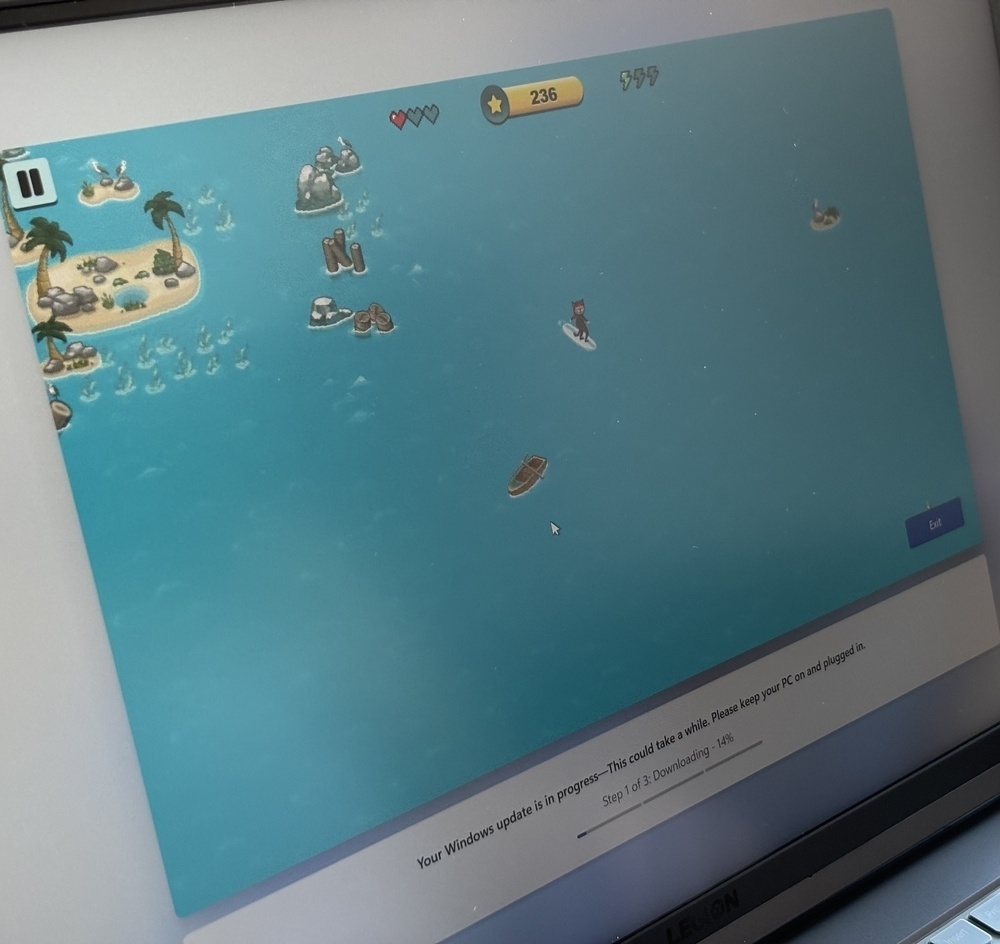 236
Exit
Your Windows update is in progress—This could take a while. Please keep your PC on and plugged in.
Step 1 of 3: Downloading - 14%
LEGION